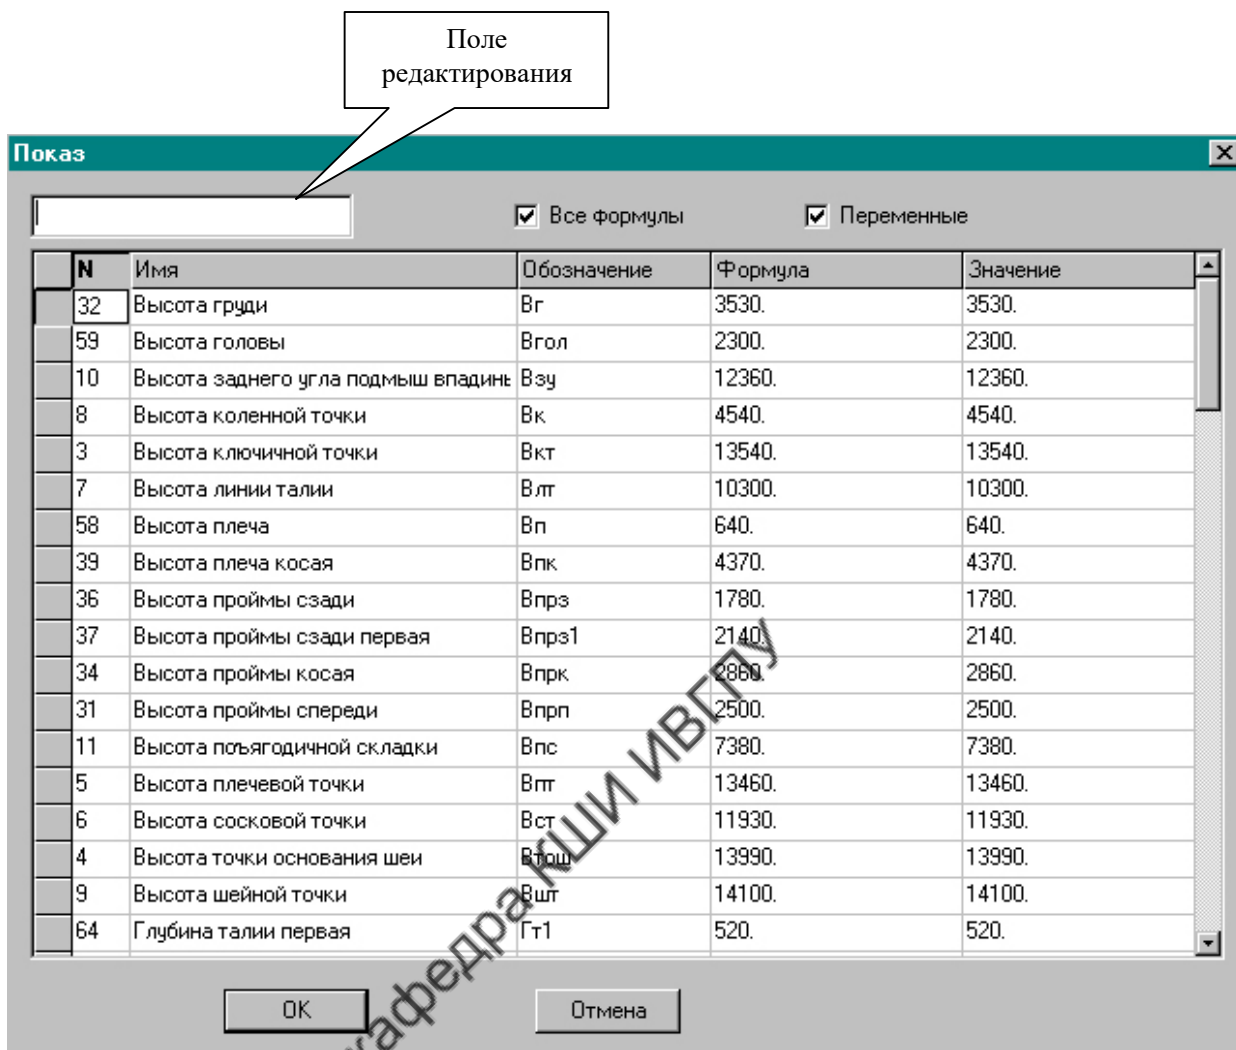 Поле
редактирования
Показ
Все формулы Переменные
N Имя Обозначение Формула Значение
32 Высота груди Вг 3530. 3530.
59 Высота головы Вгол 2300. 2300.
10 Высота заднего угла подмыш впадины Взу 12360. 12360.
8 Высота коленной точки Вк 4540. 4540.
3 Высота ключичной точки Вкт 13540. 13540.
7 Высота линии талии Влт 10300. 10300.
58 Высота плеча Вп 640. 640.
39 Высота плеча косая Впк 4370. 4370.
36 Высота проймы сзади Впрз 1780. 1780.
37 Высота проймы сзади первая Впрз1 2140. 2140.
34 Высота проймы косая Впрк 2860. 2860.
31 Высота проймы спереди Впрп 2500. 2500.
11 Высота потъягодичной складки Впс 7380. 7380.
5 Высота плечевой точки Впт 13460. 13460.
6 Высота сосковой точки Вст 11930. 11930.
4 Высота точки основания шеи Втош 13990. 13990.
9 Высота шейной точки Вшт 14100. 14100.
64 Глубина талии первая Гт1 520. 520.
OK Отмена
кафедра КШИ ИВГПУ